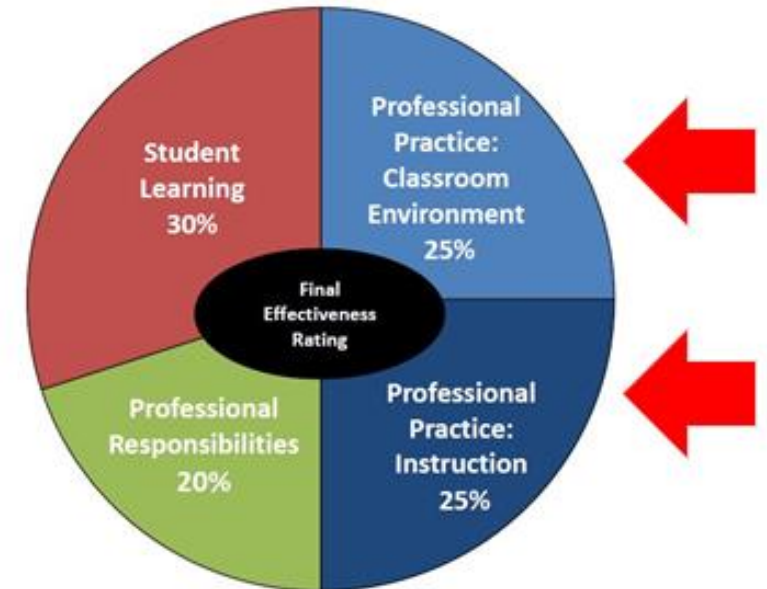 Student
Learning
30%
Professional
Practice:
Classroom
Environment
25%
Final
Effectiveness
Rating
Professional
Responsibilities
20%
Professional
Practice:
Instruction
25%